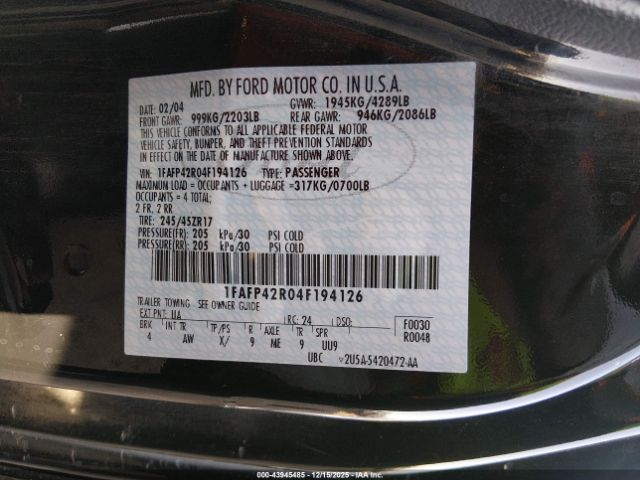 MFD. BY FORD MOTOR CO. IN U.S.A.
DATE: 02/04 GVWR: 1945KG/4289LB
FRONT GAWR: 999KG/2203LB REAR GAWR: 946KG/2086LB
THIS VEHICLE CONFORMS TO ALL APPLICABLE FEDERAL MOTOR
VEHICLE SAFETY, BUMPER, AND THEFT PREVENTION STANDARDS
IN EFFECT ON THE DATE OF MANUFACTURE SHOWN ABOVE.
VIN: 1FAFP42R04F194126 TYPE: PASSENGER
MAXIMUM LOAD = OCCUPANTS + LUGGAGE =317KG/0700LB
OCCUPANTS = 4 TOTAL;
2 FR, 2 RR
TIRE: 245/45ZR17
PRESSURE(FR): 205 kPa/30 PSI COLD
PRESSURE(RR): 205 kPa/30 PSI COLD
1FAFP42R04F194126
TRAILER TOWING - SEE OWNER GUIDE
EXT PNT: UA RC: 24 DSO: F0030
BRK INT TR TP/PS R AXLE TR SPR R0048
4 AW X/ 9 ME 9 UU9
UBC 2U5A-5420472-AA
000-43945485 - 12/15/2025 - IAAI.COM